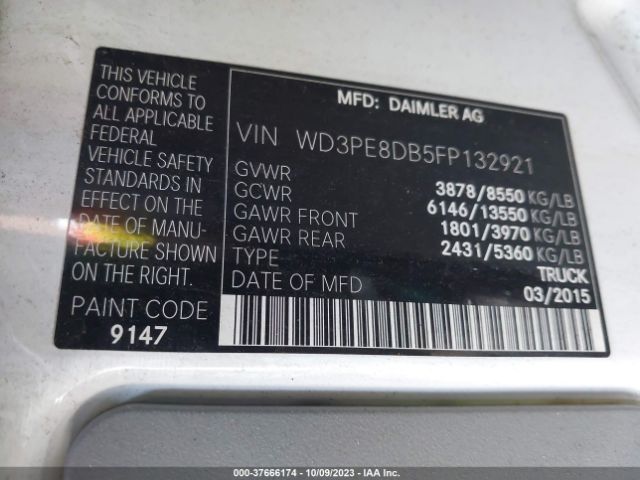 THIS VEHICLE
CONFORMS TO
ALL APPLICABLE
FEDERAL
VEHICLE SAFETY
STANDARDS IN
EFFECT ON THE
DATE OF MANU-
FACTURE SHOWN
ON THE RIGHT.
PAINT CODE
9147
MFD: DAIMLER AG
VIN WD3PE8DB5FP132921
GVWR 3878/8550 KG/LB
GCWR 6146/13550 KG/LB
GAWR FRONT 1801/3970 KG/LB
GAWR REAR 2431/5360 KG/LB
TYPE TRUCK
DATE OF MFD 03/2015
000-37666174 | 10/09/2023 - IAA Inc.